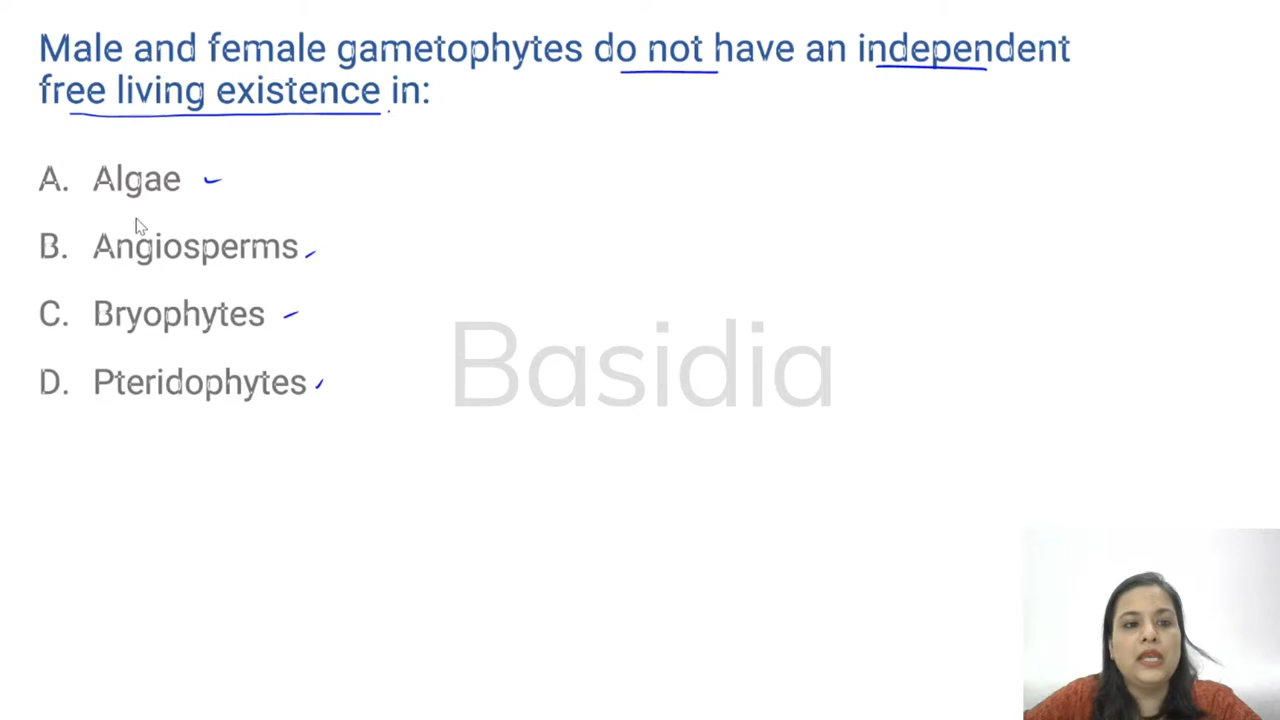 Male and female gametophytes do not have an independent
free living existence in:
A. Algae
B. Angiosperms
C. Bryophytes
D. Pteridophytes
Basidia